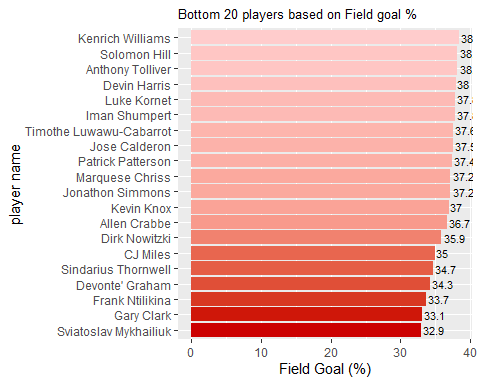 Bottom 20 players based on Field goal %
player name
Kenrich Williams 38
Solomon Hill 38
Anthony Tolliver 38
Devin Harris 38
Luke Kornet 37.
Iman Shumpert 37.
Timothe Luwawu-Cabarrot 37.6
Jose Calderon 37.5
Patrick Patterson 37.4
Marquese Chriss 37.2
Jonathon Simmons 37.2
Kevin Knox 37
Allen Crabbe 36.7
Dirk Nowitzki 35.9
CJ Miles 35
Sindarius Thornwell 34.7
Devonte' Graham 34.3
Frank Ntilikina 33.7
Gary Clark 33.1
Sviatoslav Mykhailiuk 32.9
0 10 20 30 40
Field Goal (%)